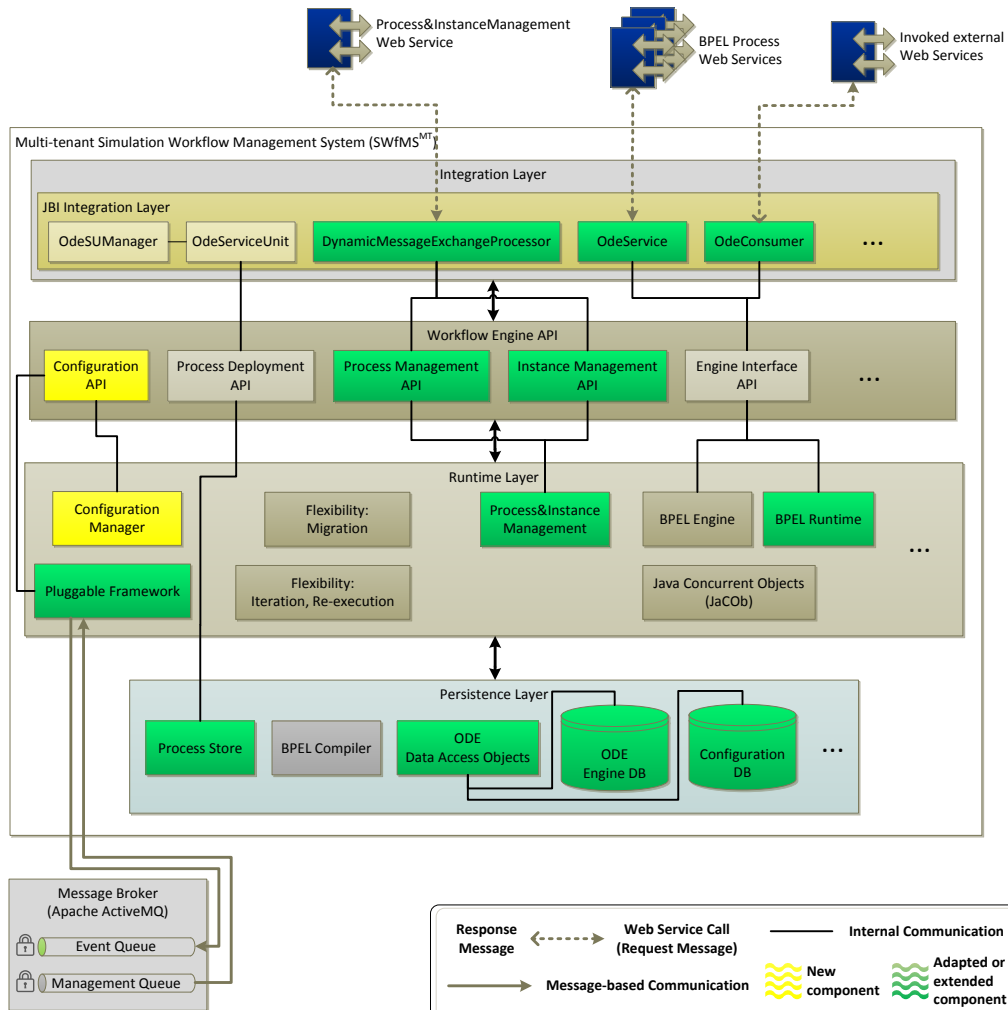 Process&InstanceManagement
Web Service
BPEL Process
Web Services
Invoked external
Web Services
Multi-tenant Simulation Workflow Management System (SWfMS^MT)
Integration Layer
JBI Integration Layer
OdeSUManager
OdeServiceUnit
DynamicMessageExchangeProcessor
OdeService
OdeConsumer
...
Workflow Engine API
Configuration
API
Process Deployment
API
Process Management
API
Instance Management
API
Engine Interface
API
...
Runtime Layer
Configuration
Manager
Flexibility:
Migration
Process&Instance
Management
BPEL Engine
BPEL Runtime
...
Pluggable Framework
Flexibility:
Iteration, Re-execution
Java Concurrent Objects
(JaCOb)
Persistence Layer
Process Store
BPEL Compiler
ODE
Data Access Objects
ODE
Engine DB
Configuration
DB
...
Message Broker
(Apache ActiveMQ)
Event Queue
Management Queue
Response
Message
Web Service Call
(Request Message)
Internal Communication
Message-based Communication
New
component
Adapted or
extended
component